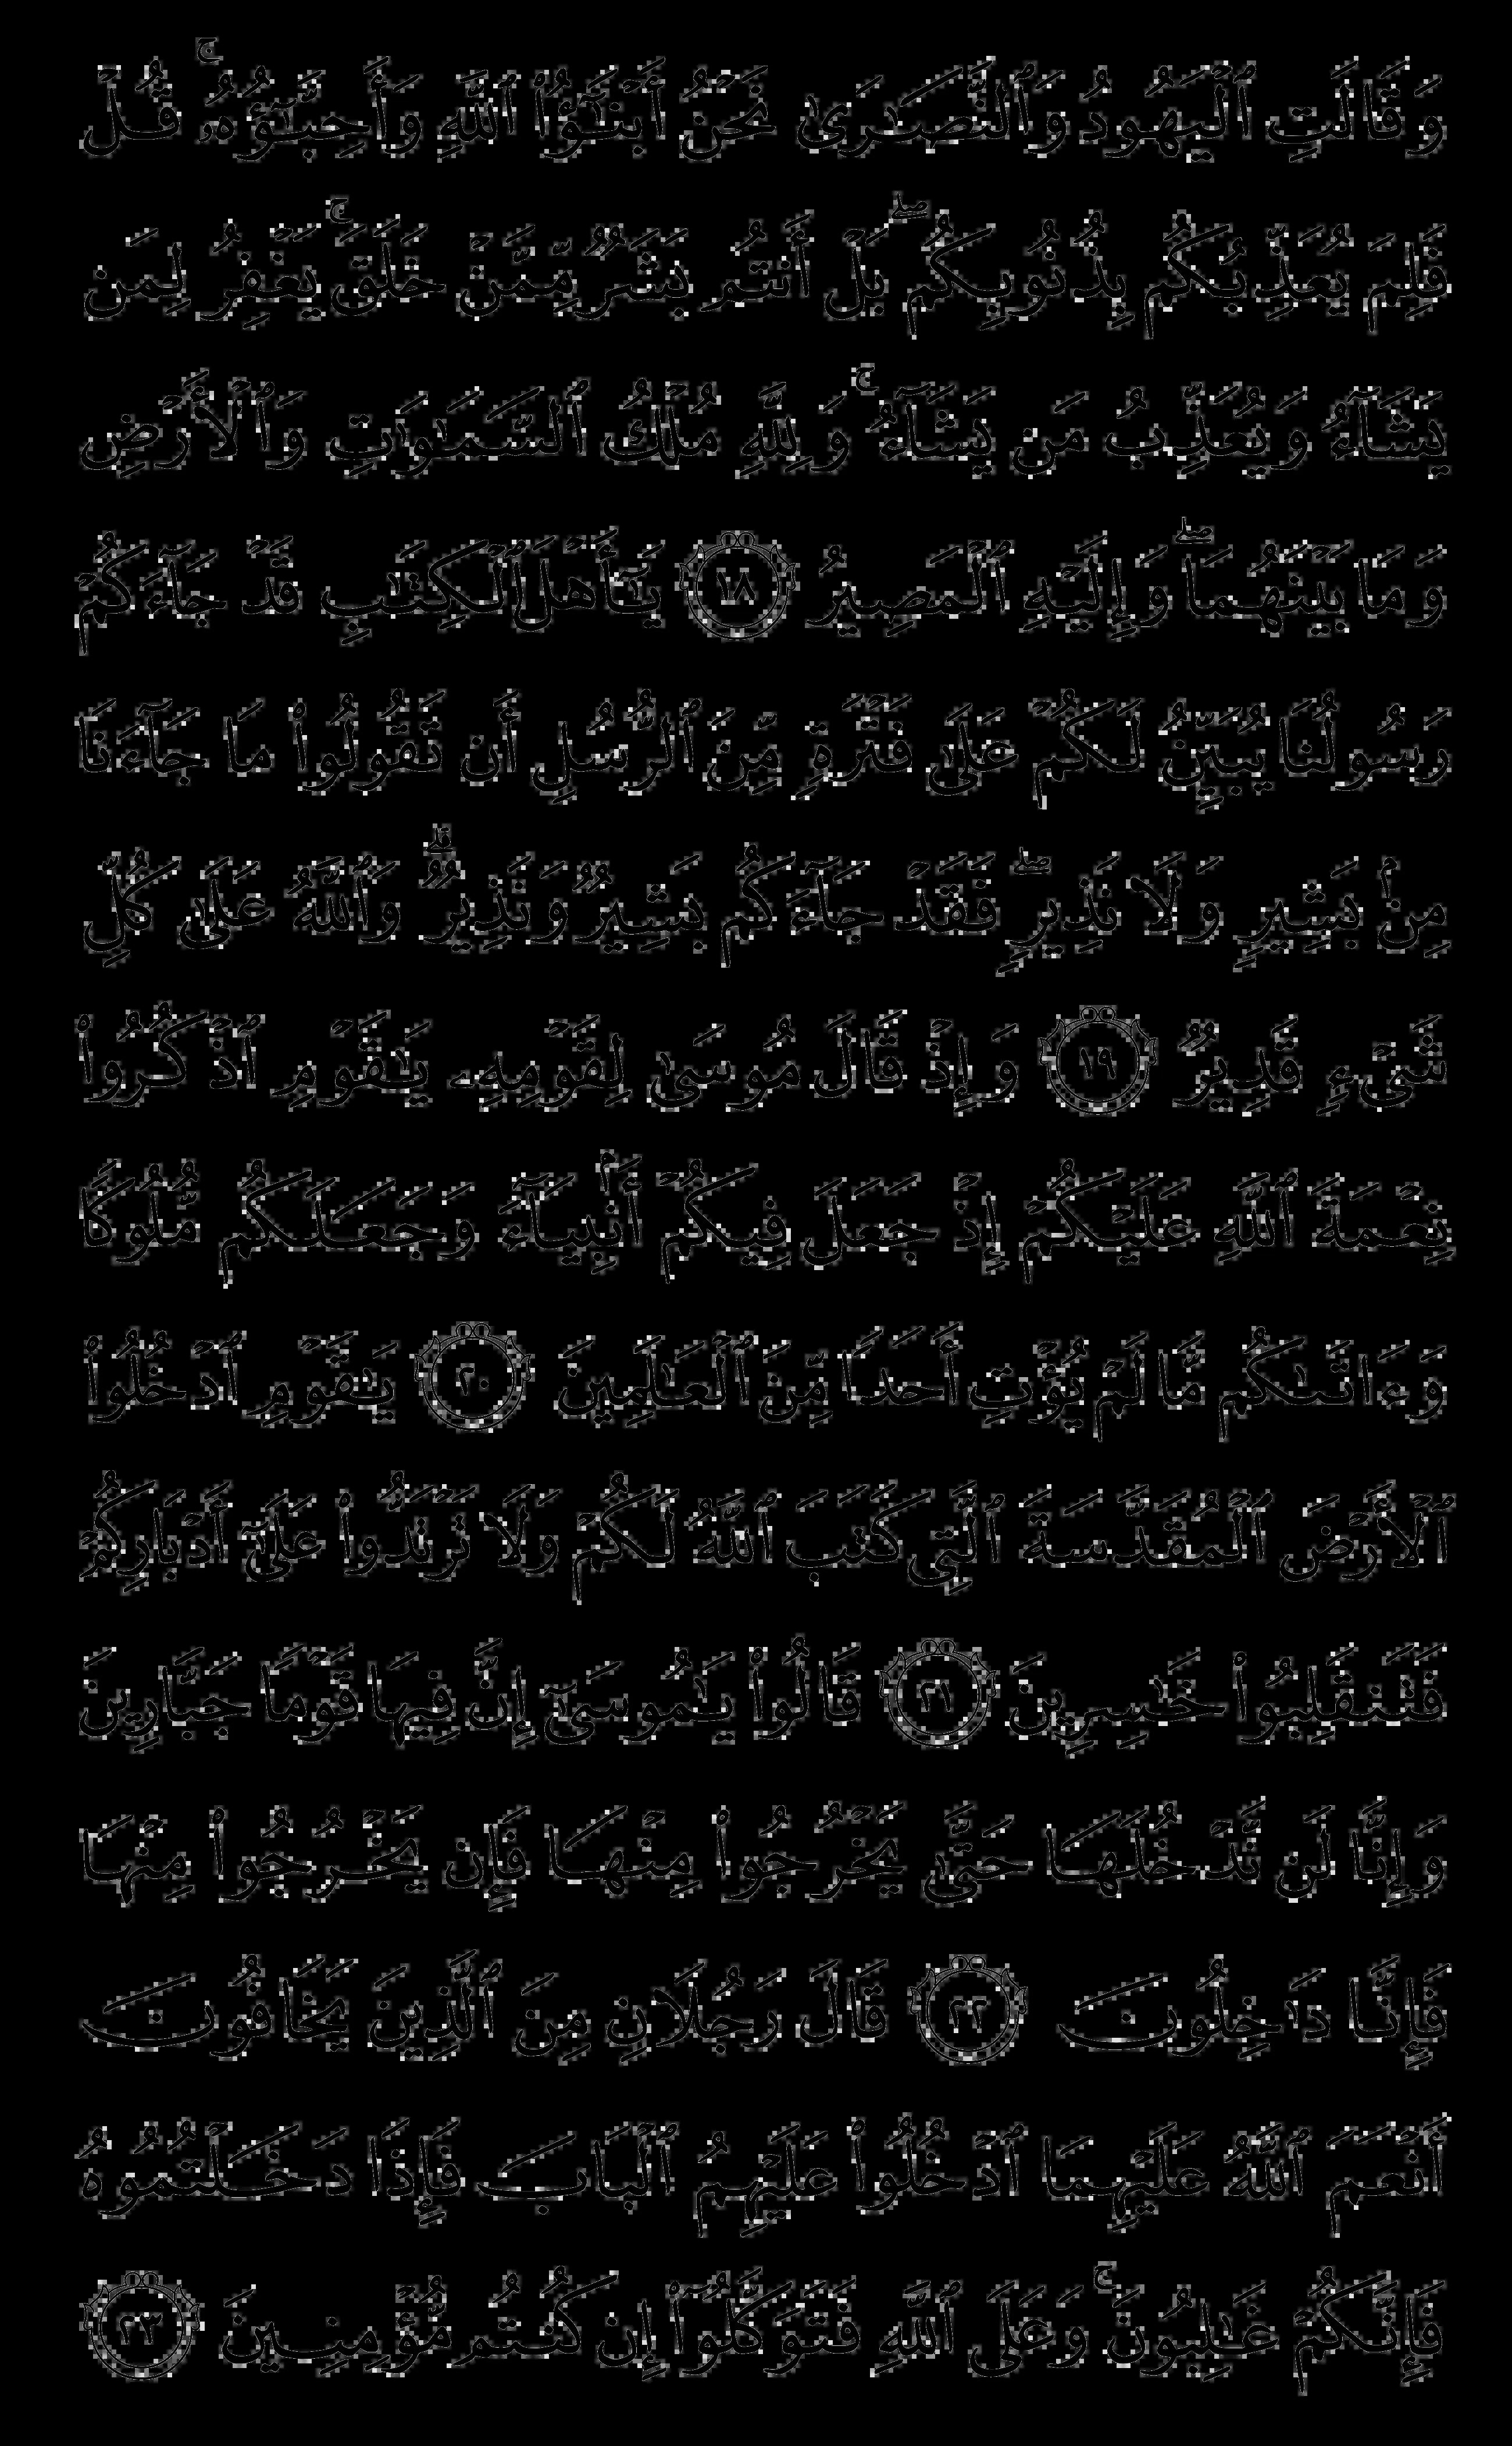 وَقَالَتِ ٱلْيَهُودُ وَٱلنَّصَـٰرَىٰ نَحْنُ أَبْنَـٰٓؤُا۟ ٱللَّهِ وَأَحِبَّـٰٓؤُهُۥ ۚ قُلْ
فَلِمَ يُعَذِّبُكُم بِذُنُوبِكُم ۖ بَلْ أَنتُم بَشَرٌ مِّمَّنْ خَلَقَ ۚ يَغْفِرُ لِمَن
يَشَآءُ وَيُعَذِّبُ مَن يَشَآءُ ۚ وَلِلَّهِ مُلْكُ ٱلسَّمَـٰوَٰتِ وَٱلْأَرْضِ
وَمَا بَيْنَهُمَا ۖ وَإِلَيْهِ ٱلْمَصِيرُ ١٨ يَـٰٓأَهْلَ ٱلْكِتَـٰبِ قَدْ جَآءَكُمْ
رَسُولُنَا يُبَيِّنُ لَكُمْ عَلَىٰ فَتْرَةٍ مِّنَ ٱلرُّسُلِ أَن تَقُولُوا۟ مَا جَآءَنَا
مِنۢ بَشِيرٍ وَلَا نَذِيرٍ ۖ فَقَدْ جَآءَكُم بَشِيرٌ وَنَذِيرٌ ۗ وَٱللَّهُ عَلَىٰ كُلِّ
شَىْءٍ قَدِيرٌ ١٩ وَإِذْ قَالَ مُوسَىٰ لِقَوْمِهِۦ يَـٰقَوْمِ ٱذْكُرُوا۟
نِعْمَةَ ٱللَّهِ عَلَيْكُمْ إِذْ جَعَلَ فِيكُمْ أَنۢبِيَآءَ وَجَعَلَكُم مُّلُوكًا
وَءَاتَىٰكُم مَّا لَمْ يُؤْتِ أَحَدًا مِّنَ ٱلْعَـٰلَمِينَ ٢٠ يَـٰقَوْمِ ٱدْخُلُوا۟
ٱلْأَرْضَ ٱلْمُقَدَّسَةَ ٱلَّتِى كَتَبَ ٱللَّهُ لَكُمْ وَلَا تَرْتَدُّوا۟ عَلَىٰٓ أَدْبَارِكُمْ
فَتَنقَلِبُوا۟ خَـٰسِرِينَ ٢١ قَالُوا۟ يَـٰمُوسَىٰٓ إِنَّ فِيهَا قَوْمًا جَبَّارِينَ
وَإِنَّا لَن نَّدْخُلَهَا حَتَّىٰ يَخْرُجُوا۟ مِنْهَا فَإِن يَخْرُجُوا۟ مِنْهَا
فَإِنَّا دَٰخِلُونَ ٢٢ قَالَ رَجُلَانِ مِنَ ٱلَّذِينَ يَخَافُونَ
أَنْعَمَ ٱللَّهُ عَلَيْهِمَا ٱدْخُلُوا۟ عَلَيْهِمُ ٱلْبَابَ فَإِذَا دَخَلْتُمُوهُ
فَإِنَّكُمْ غَـٰلِبُونَ ۚ وَعَلَى ٱللَّهِ فَتَوَكَّلُوٓا۟ إِن كُنتُم مُّؤْمِنِينَ ٢٣